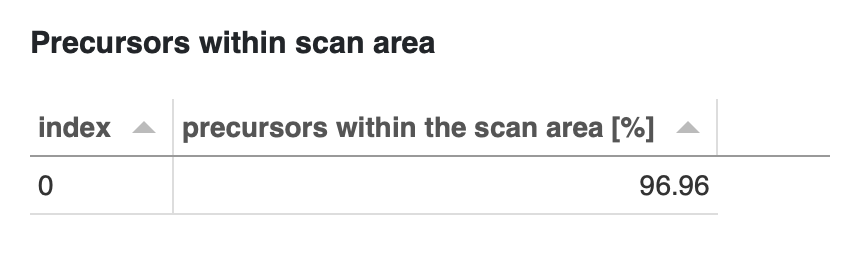 Precursors within scan area
index precursors within the scan area [%]
0 96.96